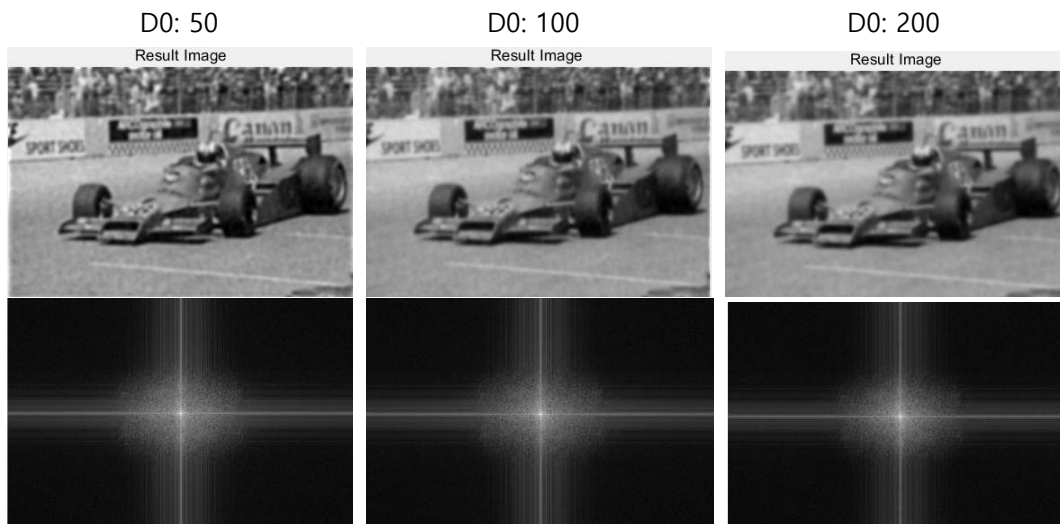 D0: 50 D0: 100 D0: 200
Result Image Result Image Result Image
SPORT SHOES Canon SPORT SHOES Canon SPORT SHOES Canon